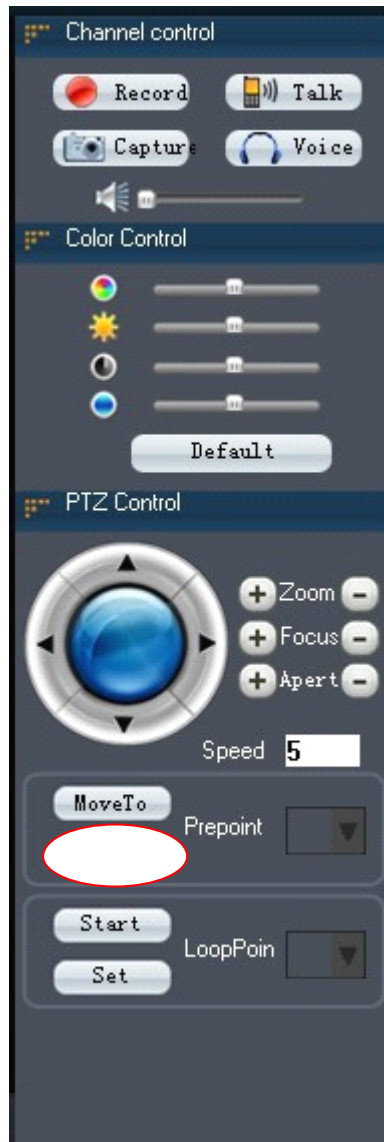 Channel control
Record Talk
Capture Voice
Color Control
Default
PTZ Control
+ Zoom -
+ Focus -
+ Apert -
Speed 5
MoveTo
Prepoint
Start
LoopPoin
Set